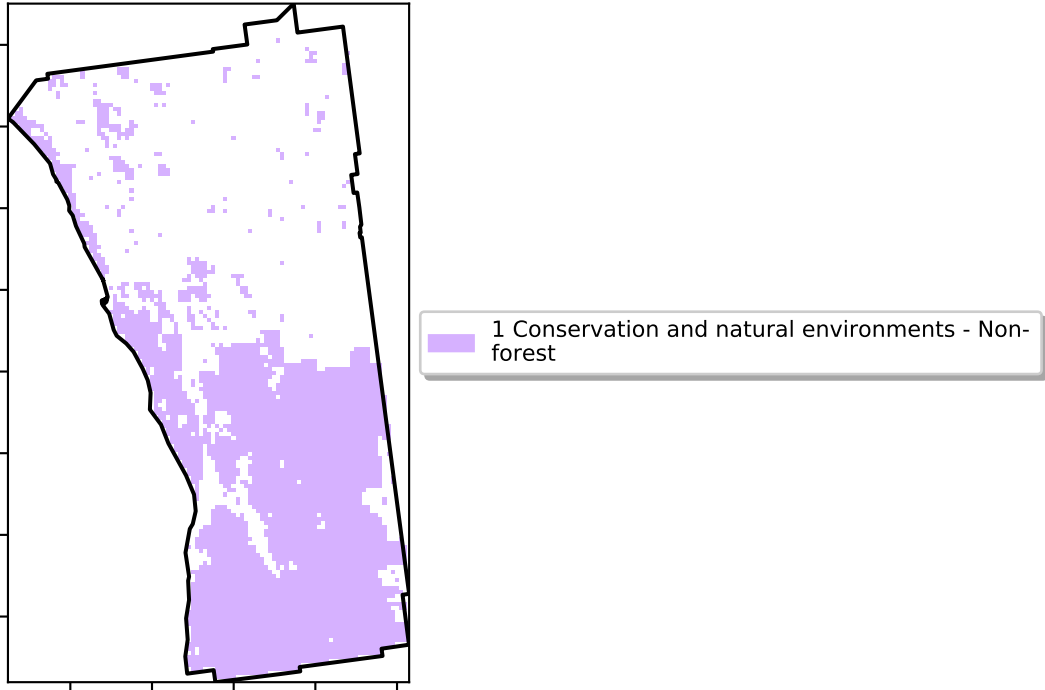 1 Conservation and natural environments - Non-
forest